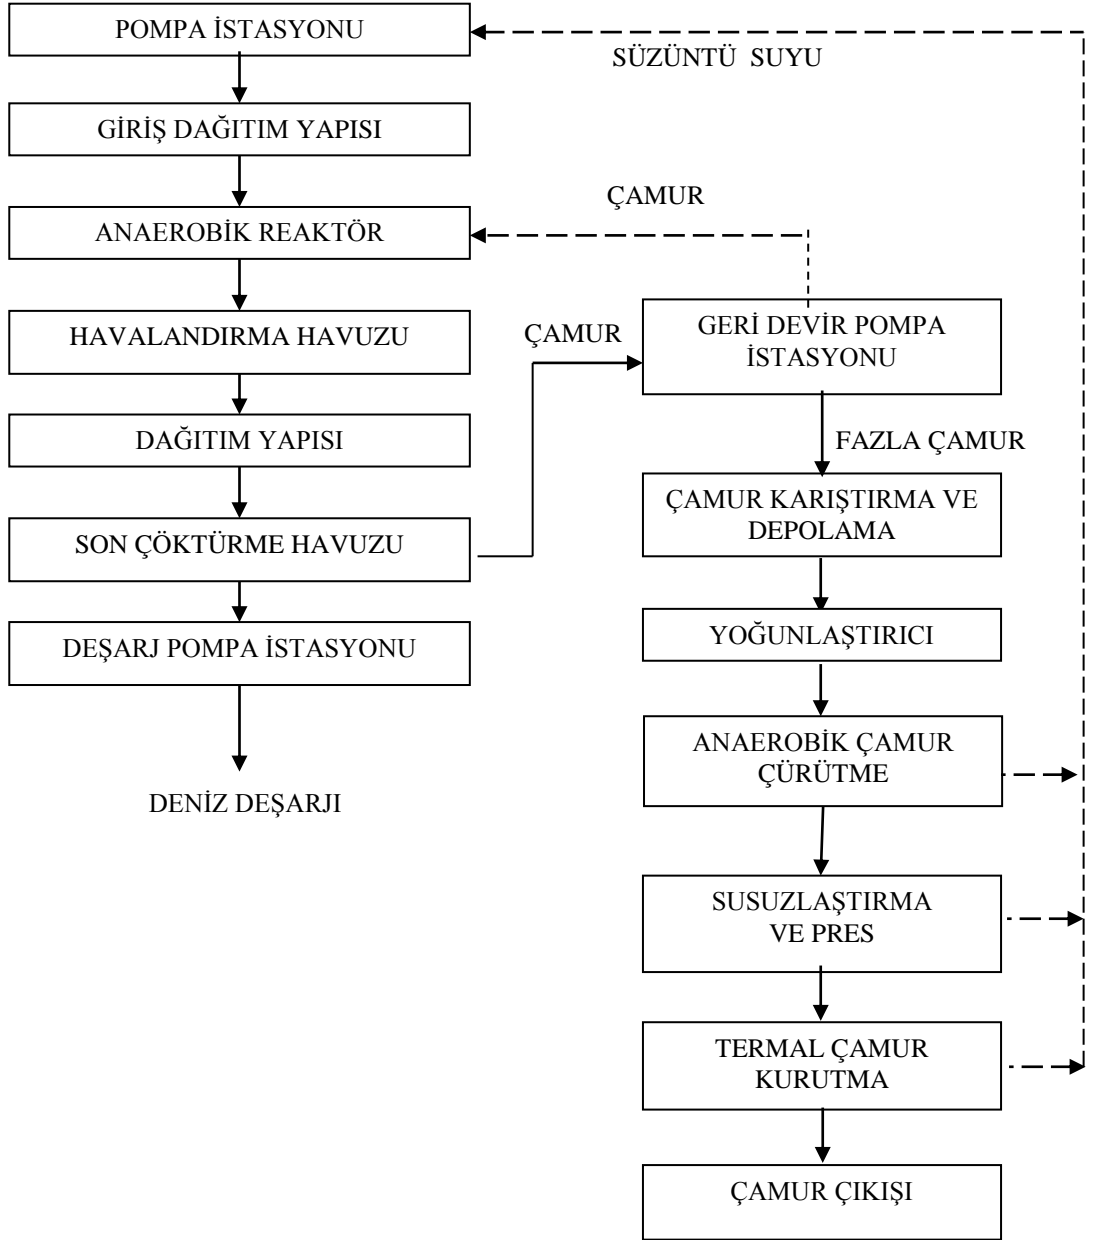 POMPA İSTASYONU
SÜZÜNTÜ SUYU
GİRİŞ DAĞITIM YAPISI
ÇAMUR
ANAEROBİK REAKTÖR
HAVALANDIRMA HAVUZU
ÇAMUR
GERİ DEVİR POMPA
İSTASYONU
DAĞITIM YAPISI
FAZLA ÇAMUR
SON ÇÖKTÜRME HAVUZU
ÇAMUR KARIŞTIRMA VE
DEPOLAMA
DEŞARJ POMPA İSTASYONU
YOĞUNLAŞTIRICI
DENİZ DEŞARJI
ANAEROBİK ÇAMUR
ÇÜRÜTME
SUSUZLAŞTIRMA
VE PRES
TERMAL ÇAMUR
KURUTMA
ÇAMUR ÇIKIŞI